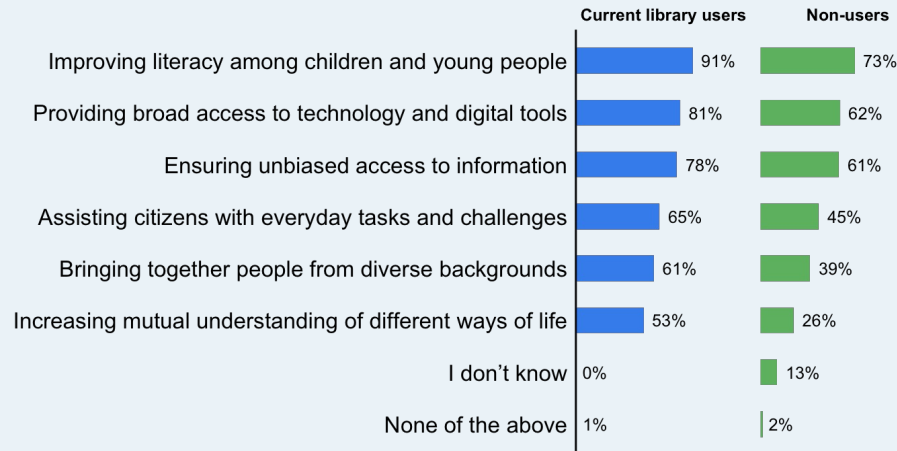 Current library users Non-users
Improving literacy among children and young people 91% 73%
Providing broad access to technology and digital tools 81% 62%
Ensuring unbiased access to information 78% 61%
Assisting citizens with everyday tasks and challenges 65% 45%
Bringing together people from diverse backgrounds 61% 39%
Increasing mutual understanding of different ways of life 53% 26%
I don’t know 0% 13%
None of the above 1% 2%